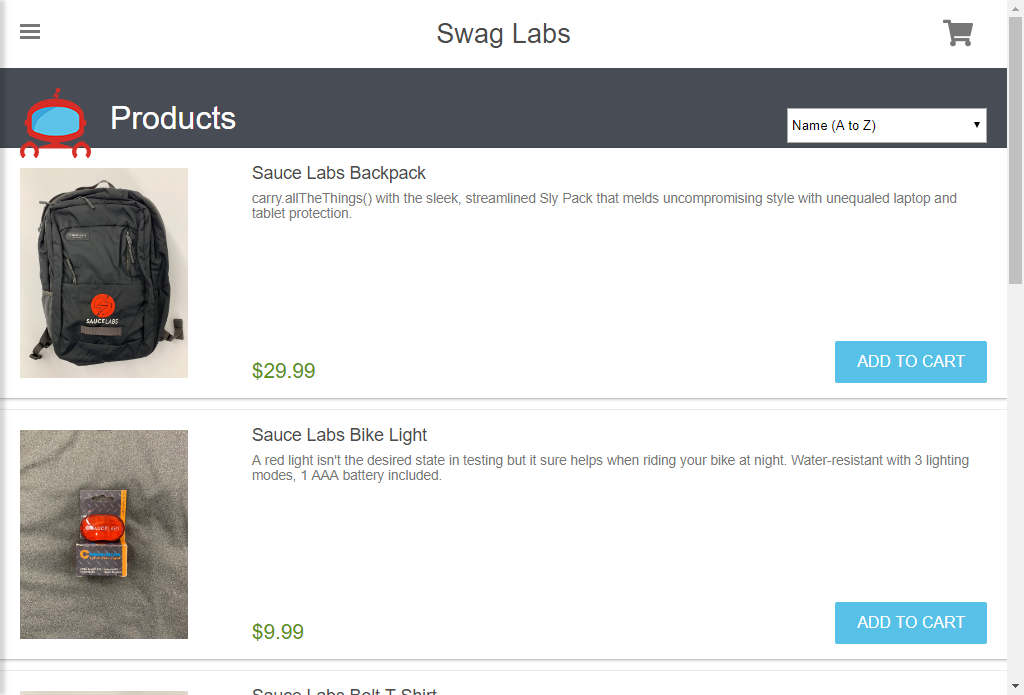 Swag Labs
Products
Name (A to Z)
Sauce Labs Backpack
carry.allTheThings() with the sleek, streamlined Sly Pack that melds uncompromising style with unequaled laptop and
tablet protection.
SAUCELABS
$29.99
ADD TO CART
Sauce Labs Bike Light
A red light isn't the desired state in testing but it sure helps when riding your bike at night. Water-resistant with 3 lighting
modes, 1 AAA battery included.
SAUCELABS
$9.99
ADD TO CART
Sauce Labs Bolt T-Shirt